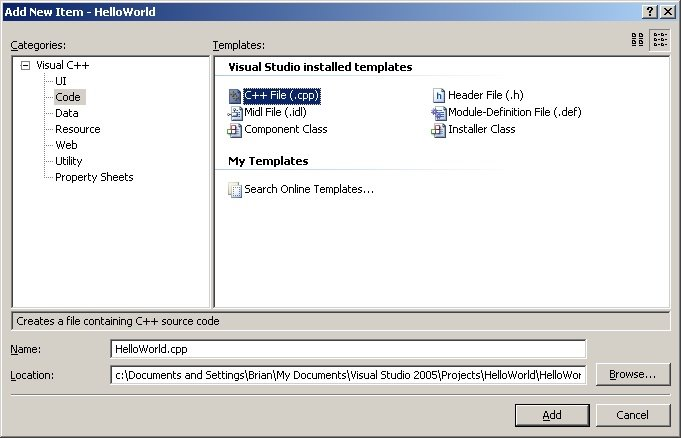 Add New Item - HelloWorld
Categories:
Templates:
Visual C++
UI
Code
Data
Resource
Web
Utility
Property Sheets
Visual Studio installed templates
C++ File (.cpp)
Header File (.h)
Midl File (.idl)
Module-Definition File (.def)
Component Class
Installer Class
My Templates
Search Online Templates...
Creates a file containing C++ source code
Name:
HelloWorld.cpp
Location:
c:\Documents and Settings\Brian\My Documents\Visual Studio 2005\Projects\HelloWorld\HelloWor
Browse...
Add
Cancel